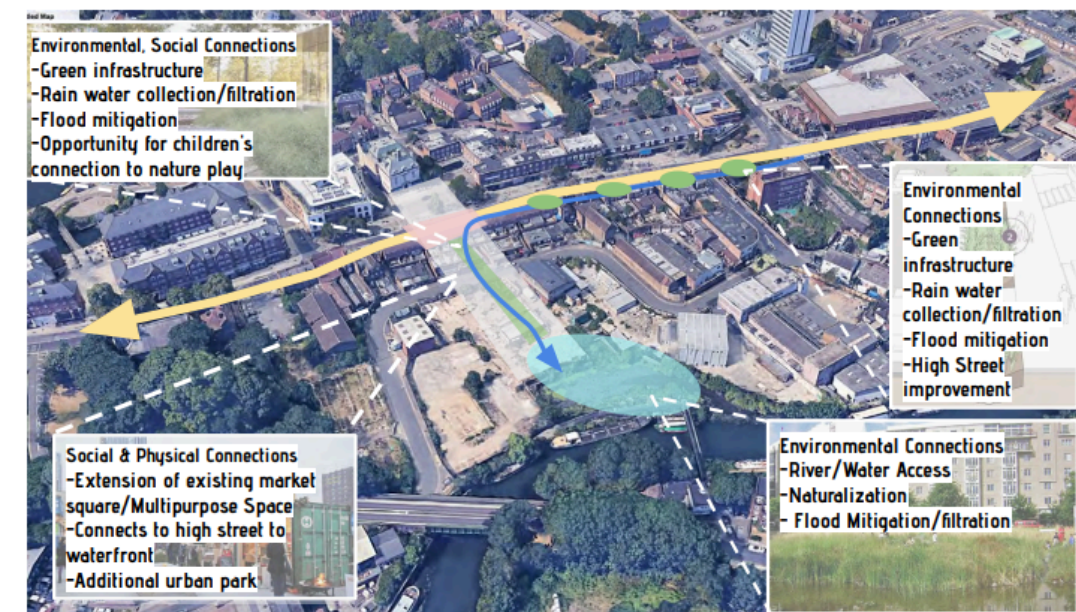 Environmental, Social Connections
-Green infrastructure
-Rain water collection/filtration
-Flood mitigation
-Opportunity for children's
connection to nature play
Environmental
Connections
-Green
infrastructure
-Rain water
collection/filtration
-Flood mitigation
-High Street
improvement
Social & Physical Connections
-Extension of existing market
square/Multipurpose Space
-Connects to high street to
waterfront
-Additional urban park
Environmental Connections
-River/Water Access
-Naturalization
- Flood Mitigation/filtration